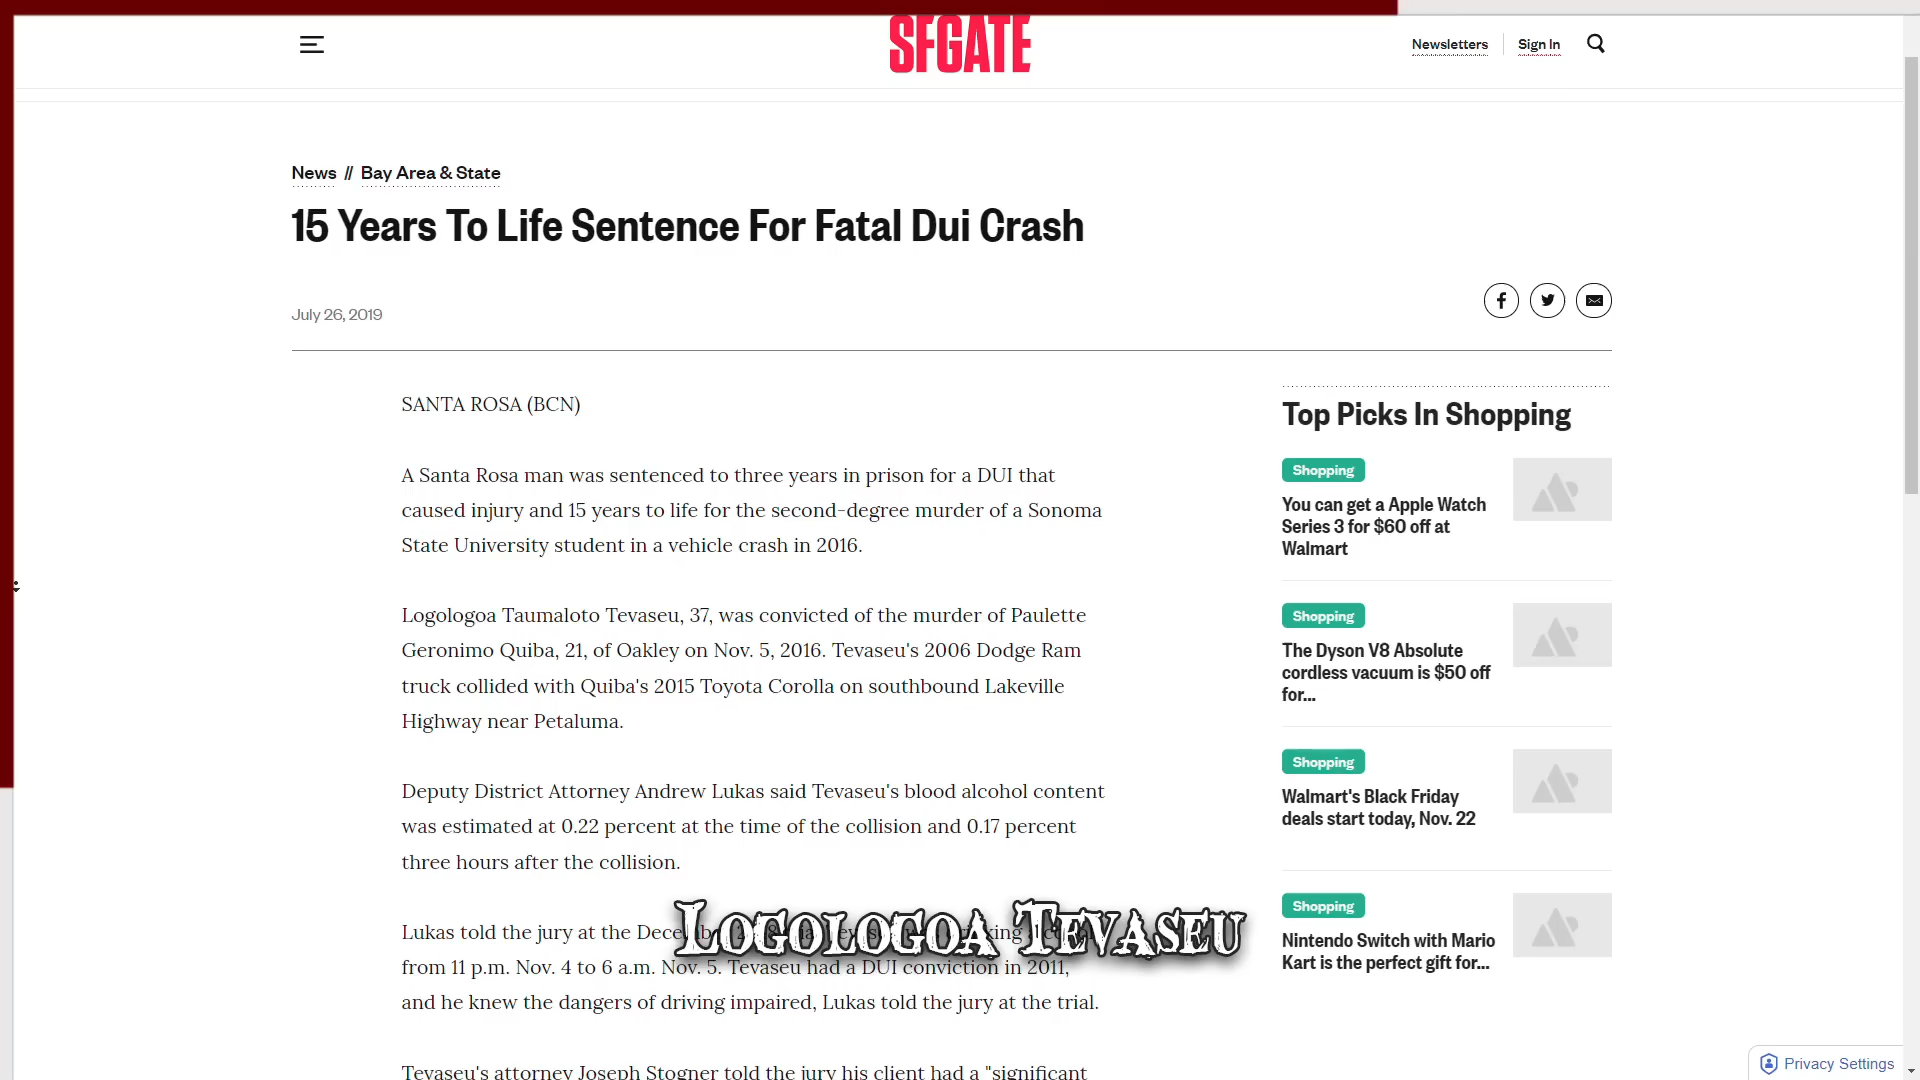 SFGATE
Newsletters
Sign In
News // Bay Area & State
15 Years To Life Sentence For Fatal Dui Crash
July 26, 2019
SANTA ROSA (BCN)
A Santa Rosa man was sentenced to three years in prison for a DUI that
caused injury and 15 years to life for the second-degree murder of a Sonoma
State University student in a vehicle crash in 2016.
Logologoa Taumaloto Tevaseu, 37, was convicted of the murder of Paulette
Geronimo Quiba, 21, of Oakley on Nov. 5, 2016. Tevaseu's 2006 Dodge Ram
truck collided with Quiba's 2015 Toyota Corolla on southbound Lakeville
Highway near Petaluma.
Deputy District Attorney Andrew Lukas said Tevaseu's blood alcohol content
was estimated at 0.22 percent at the time of the collision and 0.17 percent
three hours after the collision.
Lukas told the jury at the
from 11 p.m. Nov. 4 to 6 a.m. Nov. 5. Tevaseu had a DUI conviction in 2011,
and he knew the dangers of driving impaired, Lukas told the jury at the trial.
Tevaseu's attorney Joseph Stogner told the jury his client had a "significant
Logologoa Tevaseu
Top Picks In Shopping
Shopping
You can get a Apple Watch
Series 3 for $60 off at
Walmart
Shopping
The Dyson V8 Absolute
cordless vacuum is $50 off
for...
Shopping
Walmart's Black Friday
deals start today, Nov. 22
Shopping
Nintendo Switch with Mario
Kart is the perfect gift for...
Privacy Settings